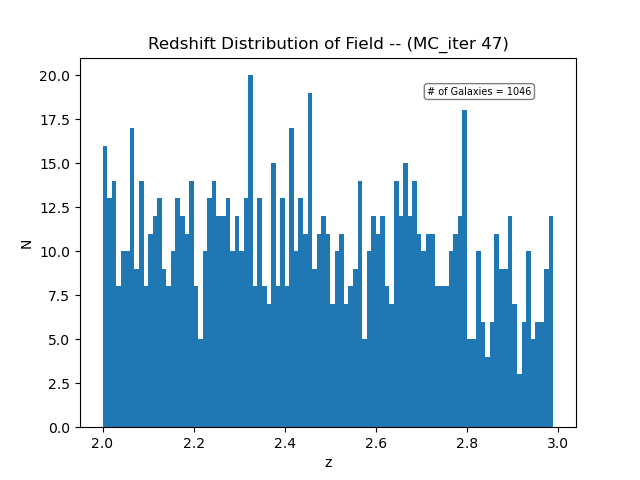 Redshift Distribution of Field -- (MC_iter 47)
# of Galaxies = 1046
20.0
17.5
15.0
12.5
10.0
7.5
5.0
2.5
0.0
N
2.0 2.2 2.4 2.6 2.8 3.0
z